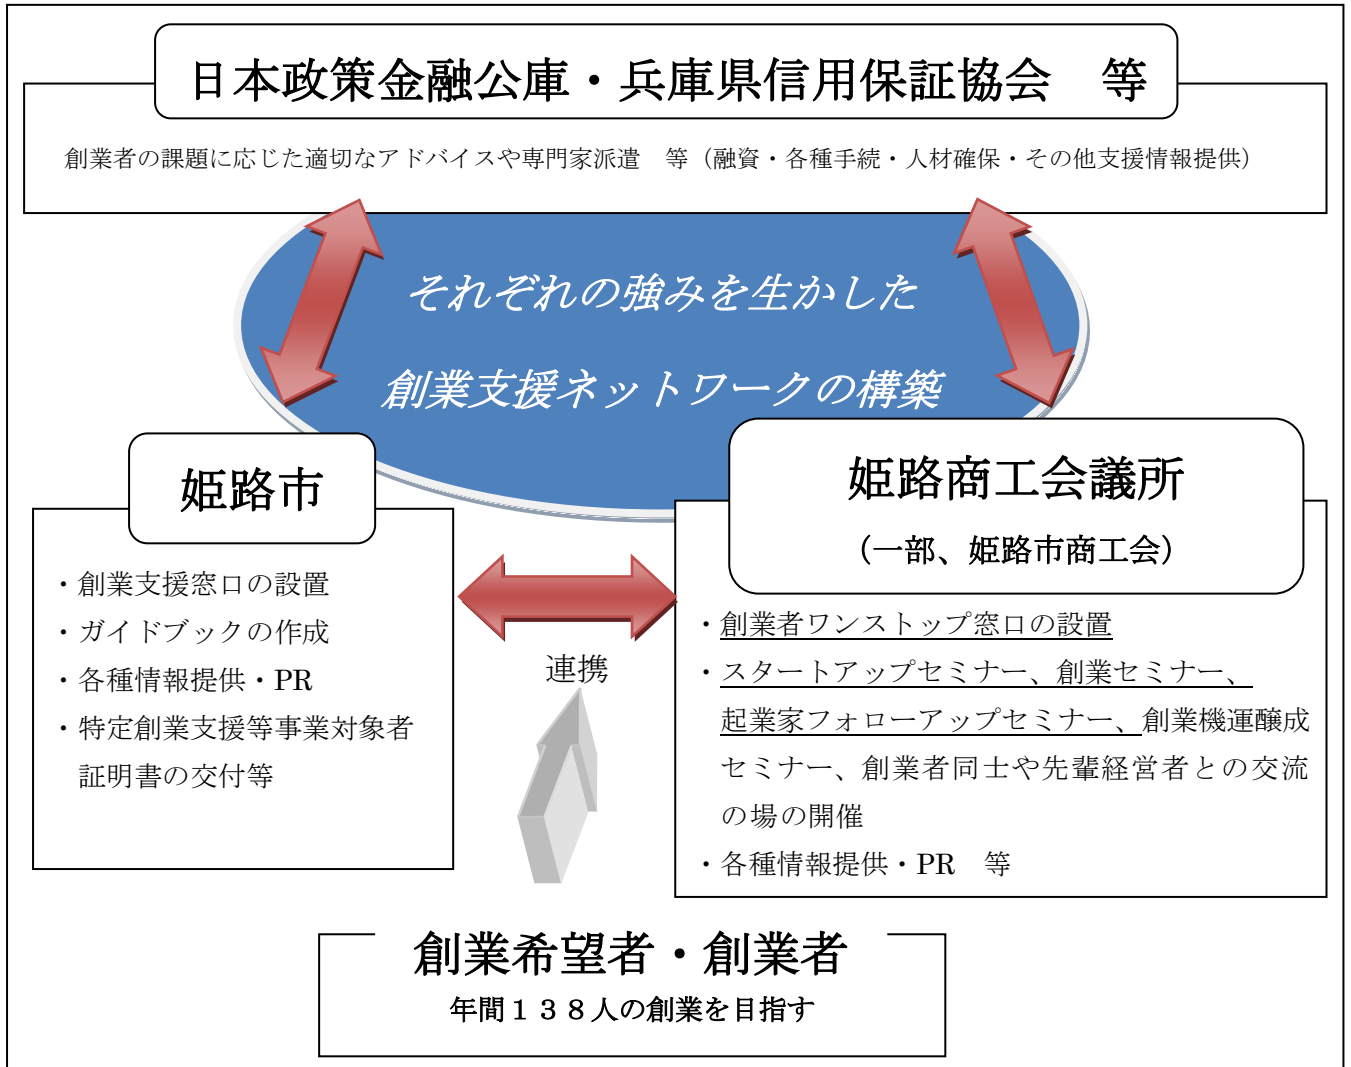 日本政策金融公庫・兵庫県信用保証協会　等
創業者の課題に応じた適切なアドバイスや専門家派遣　等（融資・各種手続・人材確保・その他支援情報提供）
それぞれの強みを生かした
創業支援ネットワークの構築
姫路市
・創業支援窓口の設置
・ガイドブックの作成
・各種情報提供・PR
・特定創業支援等事業対象者
証明書の交付等
連携
姫路商工会議所
（一部、姫路市商工会）
・創業者ワンストップ窓口の設置
・スタートアップセミナー、創業セミナー、
起業家フォローアップセミナー、創業機運醸成
セミナー、創業者同士や先輩経営者との交流
の場の開催
・各種情報提供・PR　等
創業希望者・創業者
年間１３８人の創業を目指す